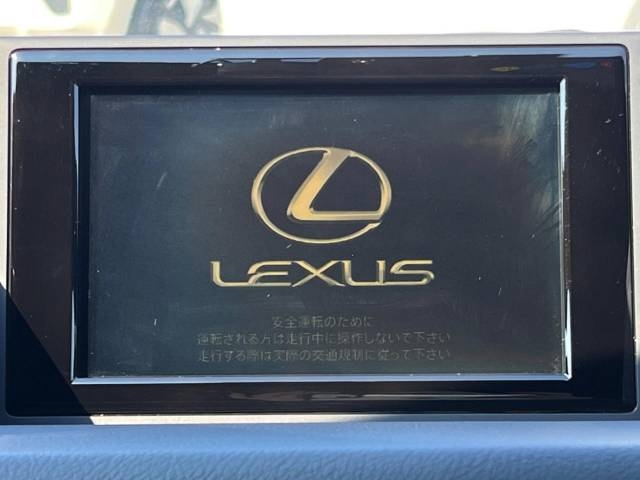 LEXUS
安全運転のために
運転される方は走行中に操作しないで下さい
走行する際は実際の交通規制に従って下さい